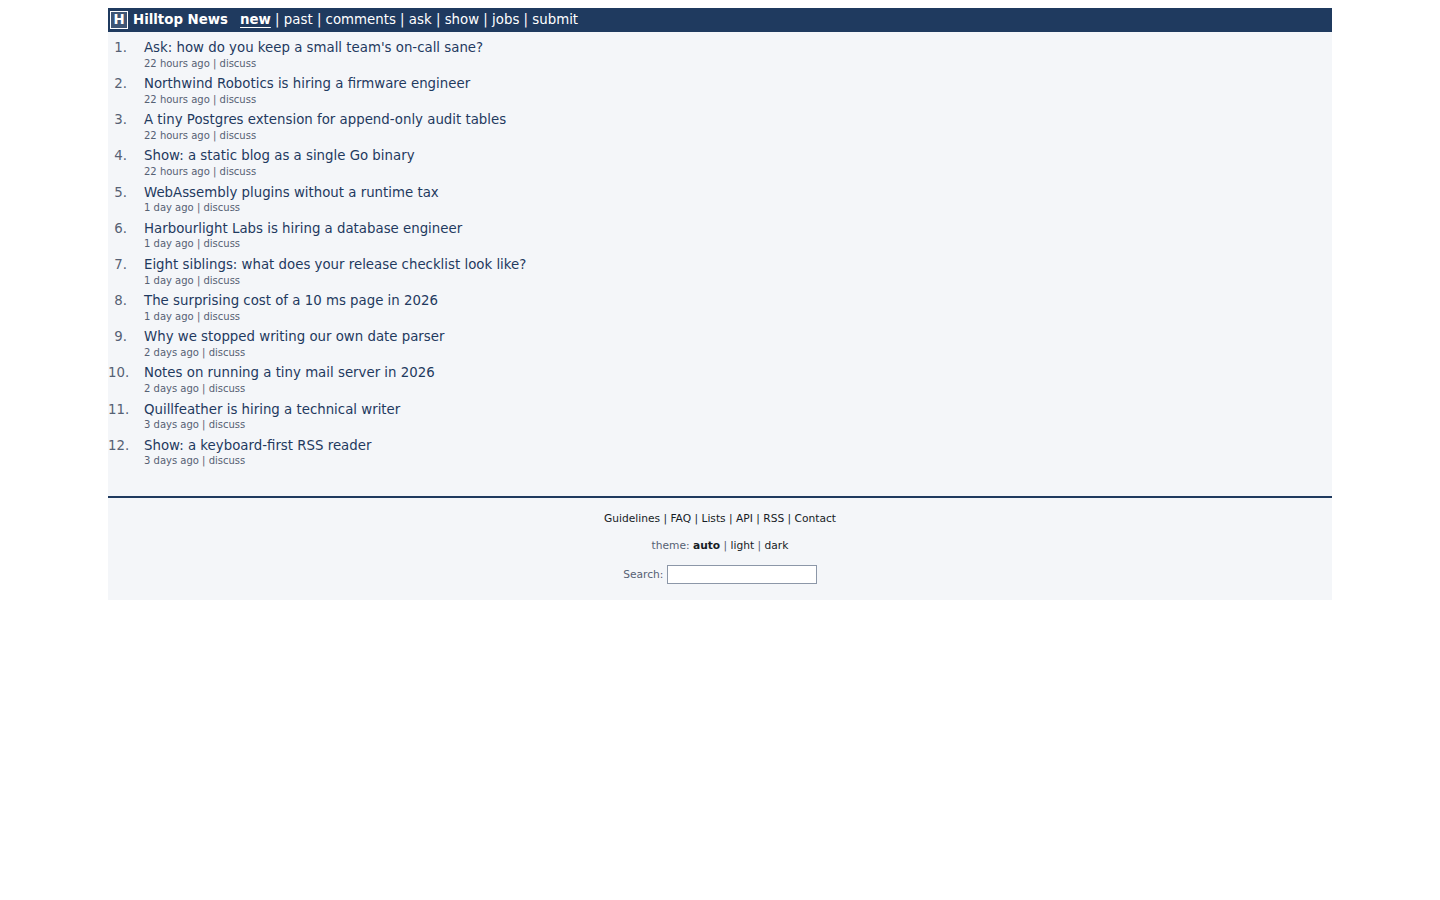 H Hilltop News new | past | comments | ask | show | jobs | submit
1. Ask: how do you keep a small team's on-call sane?
22 hours ago | discuss
2. Northwind Robotics is hiring a firmware engineer
22 hours ago | discuss
3. A tiny Postgres extension for append-only audit tables
22 hours ago | discuss
4. Show: a static blog as a single Go binary
22 hours ago | discuss
5. WebAssembly plugins without a runtime tax
1 day ago | discuss
6. Harbourlight Labs is hiring a database engineer
1 day ago | discuss
7. Eight siblings: what does your release checklist look like?
1 day ago | discuss
8. The surprising cost of a 10 ms page in 2026
1 day ago | discuss
9. Why we stopped writing our own date parser
2 days ago | discuss
10. Notes on running a tiny mail server in 2026
2 days ago | discuss
11. Quillfeather is hiring a technical writer
3 days ago | discuss
12. Show: a keyboard-first RSS reader
3 days ago | discuss
Guidelines | FAQ | Lists | API | RSS | Contact
theme: auto | light | dark
Search: